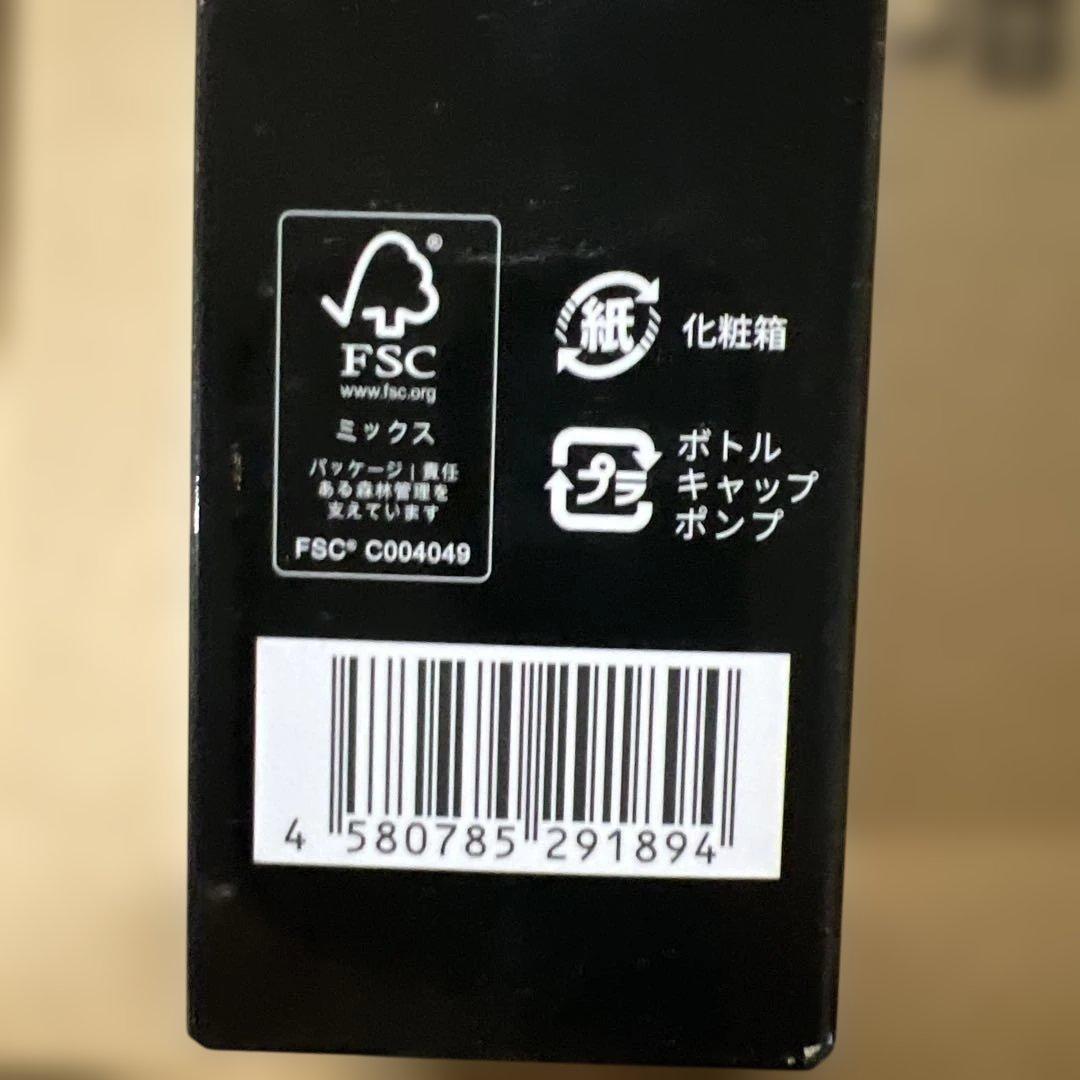 ®
FSC
www.fsc.org
ミックス
パッケージ | 責任
ある森林管理を
支えています
FSC® C004049
紙 化粧箱
プラ
ボトル
キャップ
ポンプ
4 580785 291894